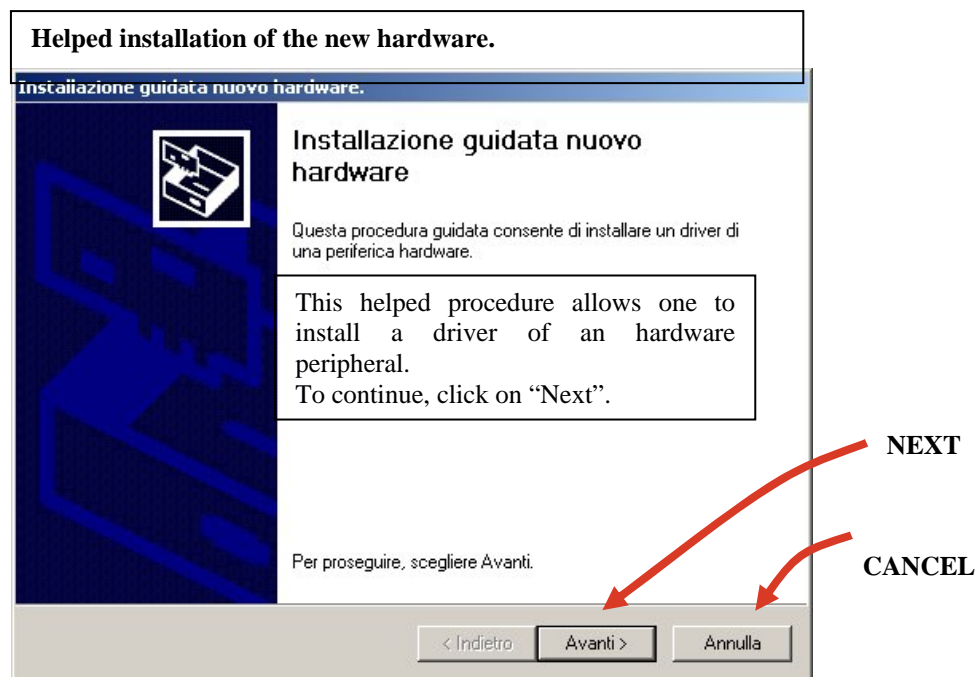 Helped installation of the new hardware.
Installazione guidata nuovo hardware.
Installazione guidata nuovo
hardware
Questa procedura guidata consente di installare un driver di
una periferica hardware.
This helped procedure allows one to
install a driver of an hardware
peripheral.
To continue, click on “Next”.
NEXT
Per proseguire, scegliere Avanti.
CANCEL
< Indietro
Avanti >
Annulla